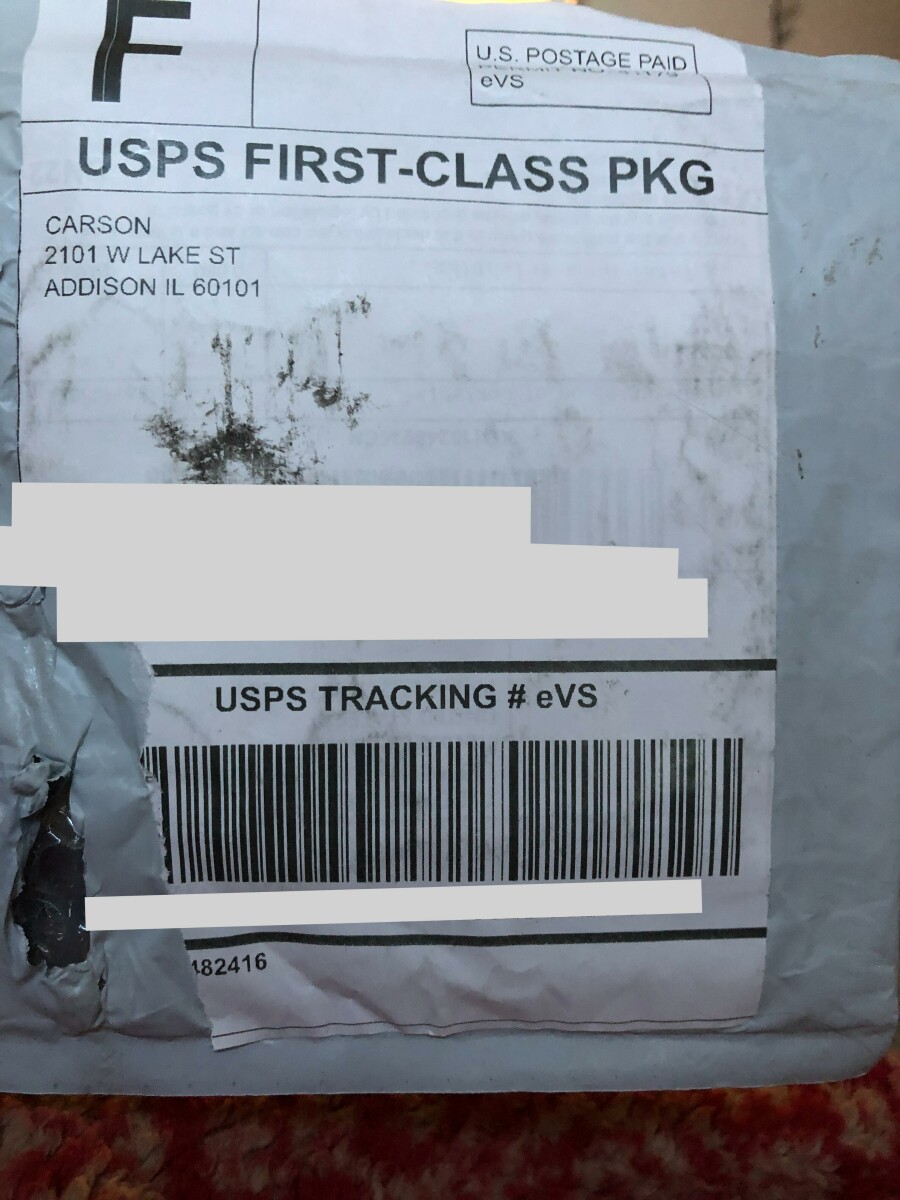 F
U.S. POSTAGE PAID
eVS
USPS FIRST-CLASS PKG
CARSON
2101 W LAKE ST
ADDISON IL 60101
USPS TRACKING # eVS
482416